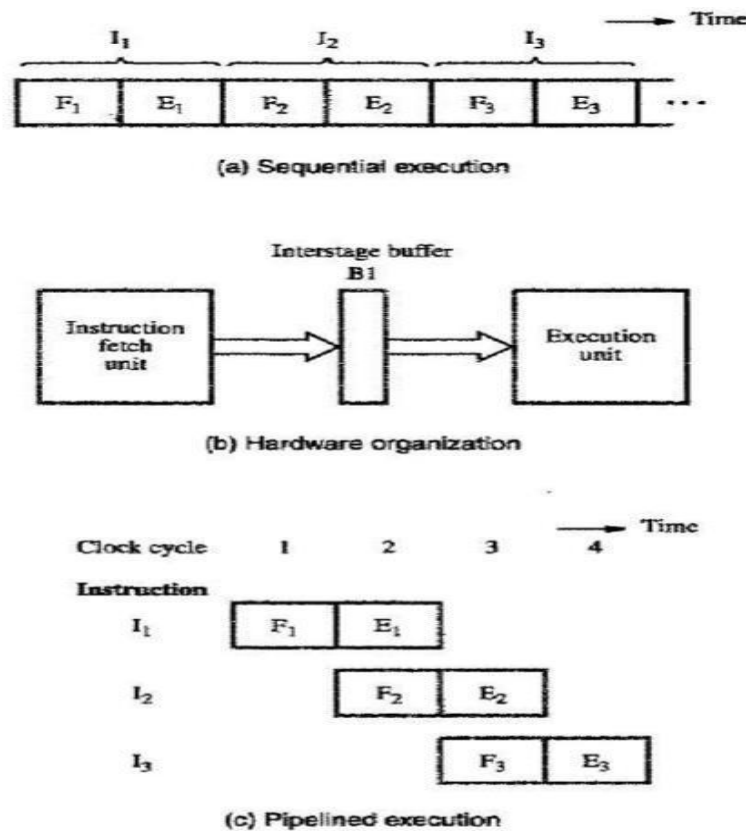 Time
I₁ I₂ I₃
F₁ E₁ F₂ E₂ F₃ E₃ ...
(a) Sequential execution
Interstage buffer
B1
Instruction
fetch
unit
Execution
unit
(b) Hardware organization
Time
Clock cycle 1 2 3 4
Instruction
I₁ F₁ E₁
I₂ F₂ E₂
I₃ F₃ E₃
(c) Pipelined execution